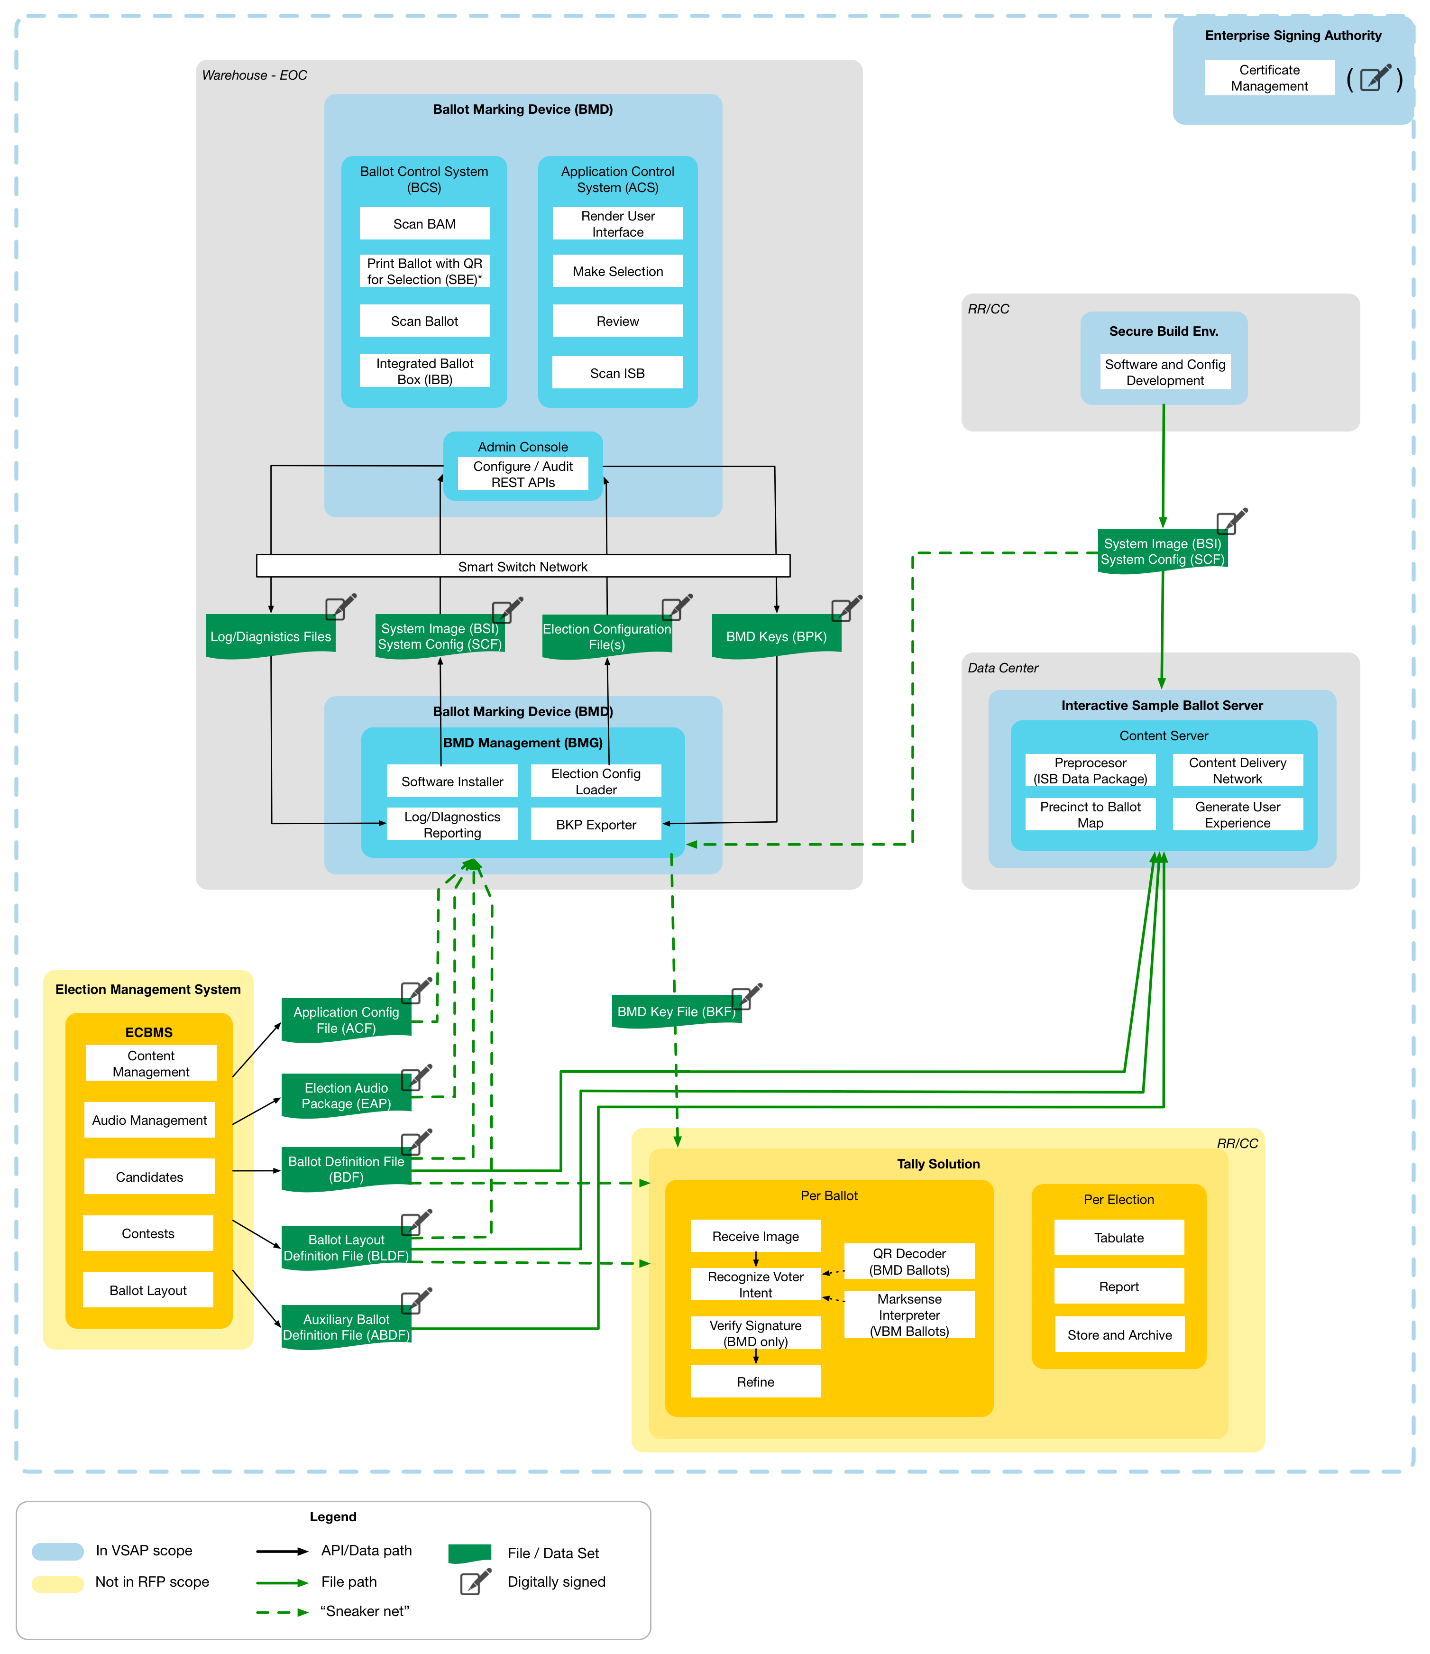 Enterprise Signing Authority
Certificate
Management
( )
Warehouse - EOC
Ballot Marking Device (BMD)
Ballot Control System
(BCS)
Scan BAM
Print Ballot with QR
for Selection (SBE)*
Scan Ballot
Integrated Ballot
Box (IBB)
Application Control
System (ACS)
Render User
Interface
Make Selection
Review
Scan ISB
Admin Console
Configure / Audit
REST APIs
Smart Switch Network
Log/Diagnistics Files
System Image (BSI)
System Config (SCF)
Election Configuration
File(s)
BMD Keys (BPK)
Ballot Marking Device (BMD)
BMD Management (BMG)
Software Installer
Election Config
Loader
Log/DIagnostics
Reporting
BKP Exporter
RR/CC
Secure Build Env.
Software and Config
Development
System Image (BSI)
System Config (SCF)
Data Center
Interactive Sample Ballot Server
Content Server
Preprocesor
(ISB Data Package)
Content Delivery
Network
Precinct to Ballot
Map
Generate User
Experience
Election Management System
ECBMS
Content
Management
Audio Management
Candidates
Contests
Ballot Layout
Application Config
File (ACF)
Election Audio
Package (EAP)
Ballot Definition File
(BDF)
Ballot Layout
Definition File (BLDF)
Auxiliary Ballot
Definition File (ABDF)
BMD Key File (BKF)
RR/CC
Tally Solution
Per Ballot
Receive Image
Recognize Voter
Intent
Verify Signature
(BMD only)
Refine
QR Decoder
(BMD Ballots)
Marksense
Interpreter
(VBM Ballots)
Per Election
Tabulate
Report
Store and Archive
Legend
In VSAP scope
Not in RFP scope
API/Data path
File path
“Sneaker net”
File / Data Set
Digitally signed